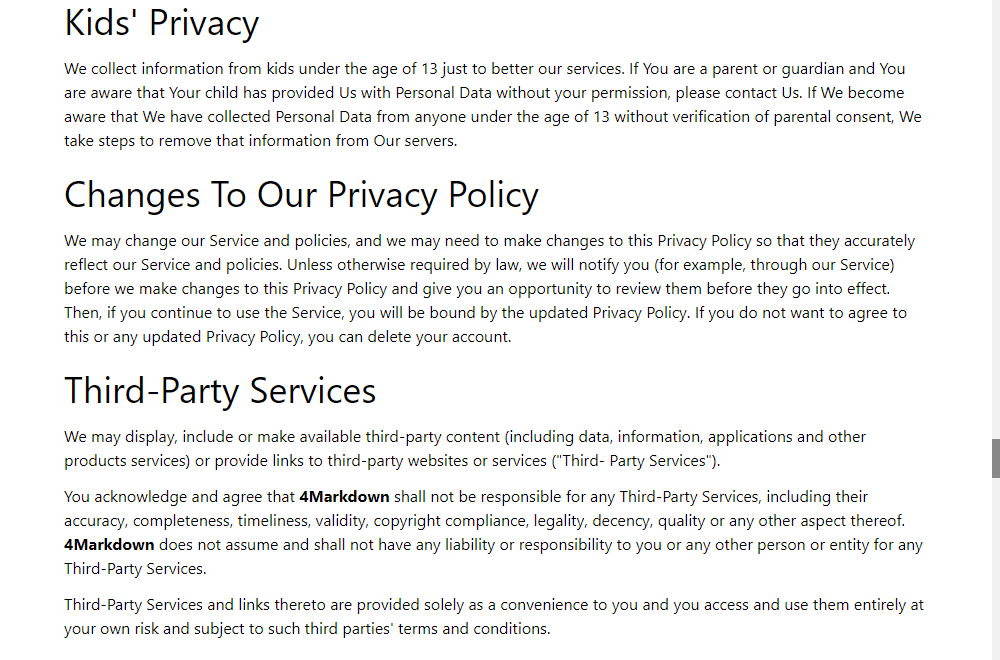 Kids' Privacy
We collect information from kids under the age of 13 just to better our services. If You are a parent or guardian and You
are aware that Your child has provided Us with Personal Data without your permission, please contact Us. If We become
aware that We have collected Personal Data from anyone under the age of 13 without verification of parental consent, We
take steps to remove that information from Our servers.
Changes To Our Privacy Policy
We may change our Service and policies, and we may need to make changes to this Privacy Policy so that they accurately
reflect our Service and policies. Unless otherwise required by law, we will notify you (for example, through our Service)
before we make changes to this Privacy Policy and give you an opportunity to review them before they go into effect.
Then, if you continue to use the Service, you will be bound by the updated Privacy Policy. If you do not want to agree to
this or any updated Privacy Policy, you can delete your account.
Third-Party Services
We may display, include or make available third-party content (including data, information, applications and other
products services) or provide links to third-party websites or services ("Third- Party Services").
You acknowledge and agree that 4Markdown shall not be responsible for any Third-Party Services, including their
accuracy, completeness, timeliness, validity, copyright compliance, legality, decency, quality or any other aspect thereof.
4Markdown does not assume and shall not have any liability or responsibility to you or any other person or entity for any
Third-Party Services.
Third-Party Services and links thereto are provided solely as a convenience to you and you access and use them entirely at
your own risk and subject to such third parties' terms and conditions.